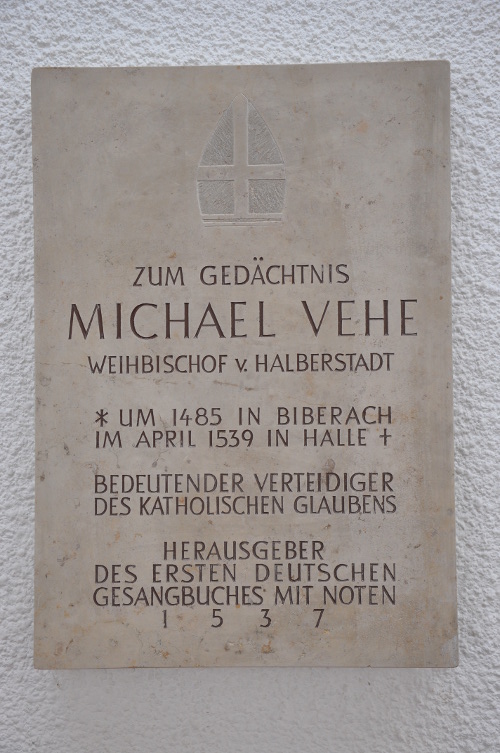 ZUM GEDÄCHTNIS
MICHAEL VEHE
WEIHBISCHOF v. HALBERSTADT
* UM 1485 IN BIBERACH
IM APRIL 1539 IN HALLE +
BEDEUTENDER VERTEIDIGER
DES KATHOLISCHEN GLAUBENS
HERAUSGEBER
DES ERSTEN DEUTSCHEN
GESANGBUCHES MIT NOTEN
1 5 3 7